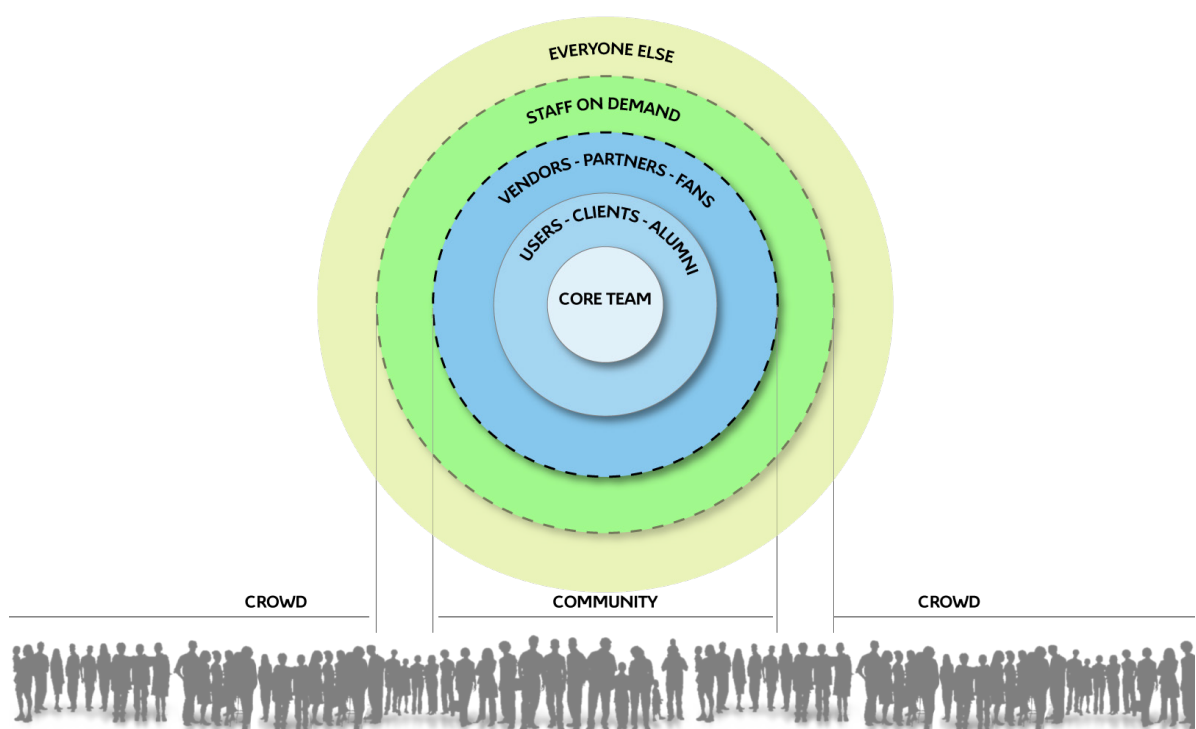 EVERYONE ELSE
STAFF ON DEMAND
VENDORS - PARTNERS - FANS
USERS - CLIENTS - ALUMNI
CORE TEAM
CROWD
COMMUNITY
CROWD